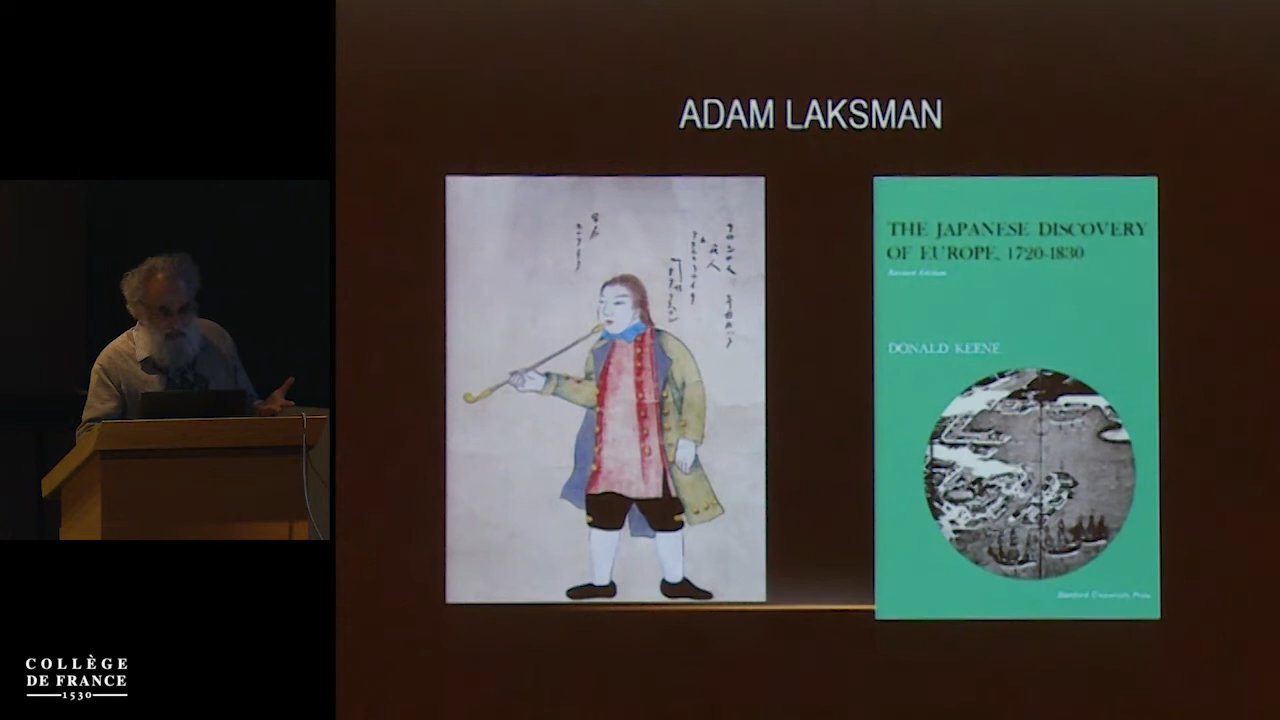 ADAM LAKSMAN
THE JAPANESE DISCOVERY
OF EUROPE, 1720-1830
Revised Edition
DONALD KEENE
Stanford University Press
COLLÈGE
DE FRANCE
1530